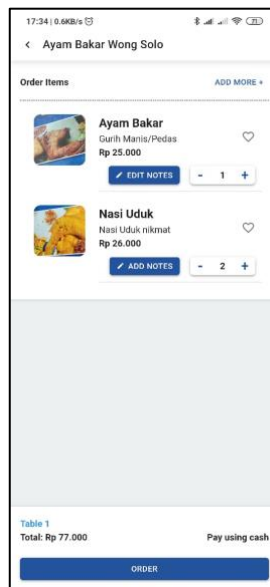 17:34 | 0.6KB/s
Ayam Bakar Wong Solo
Order Items
ADD MORE +
Ayam Bakar
Gurih Manis/Pedas
Rp 25.000
EDIT NOTES
- 1 +
Nasi Uduk
Nasi Uduk nikmat
Rp 26.000
ADD NOTES
- 2 +
Table 1
Total: Rp 77.000
Pay using cash
ORDER